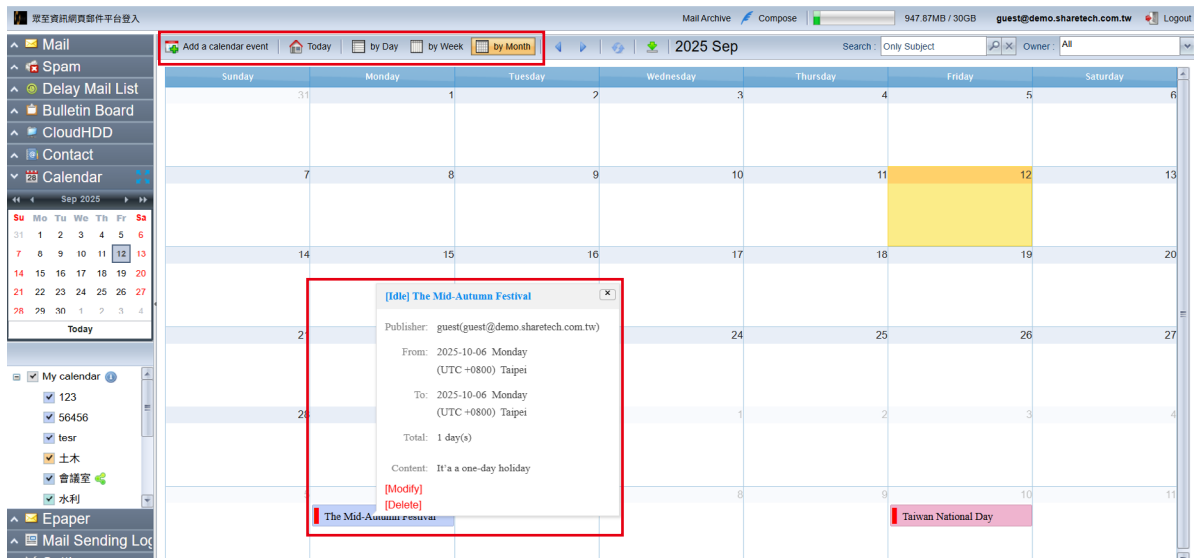 眾至資訊網頁郵件平台登入
Mail Archive Compose 947.87MB / 30GB guest@demo.sharetech.com.tw Logout
Mail
Spam
Delay Mail List
Bulletin Board
CloudHDD
Contact
Calendar
Sep 2025
Su Mo Tu We Th Fr Sa
31 1 2 3 4 5 6
7 8 9 10 11 12 13
14 15 16 17 18 19 20
21 22 23 24 25 26 27
28 29 30 1 2 3 4
Today
My calendar
123
56456
tesr
土木
會議室
水利
Epaper
Mail Sending Log
Add a calendar event Today by Day by Week by Month 2025 Sep Search : Only Subject Owner : All
Sunday Monday Tuesday Wednesday Thursday Friday Saturday
31 1 2 3 4 5 6
7 8 9 10 11 12 13
14 15 16 17 18 19 20
2 24 25 26 27
28 1 2 3 4
5 8 9 10 11
[Idle] The Mid-Autumn Festival
Publisher: guest(guest@demo.sharetech.com.tw)
From: 2025-10-06 Monday
(UTC +0800) Taipei
To: 2025-10-06 Monday
(UTC +0800) Taipei
Total: 1 day(s)
Content: It'a a one-day holiday
[Modify]
[Delete]
The Mid-Autumn Festival
Taiwan National Day